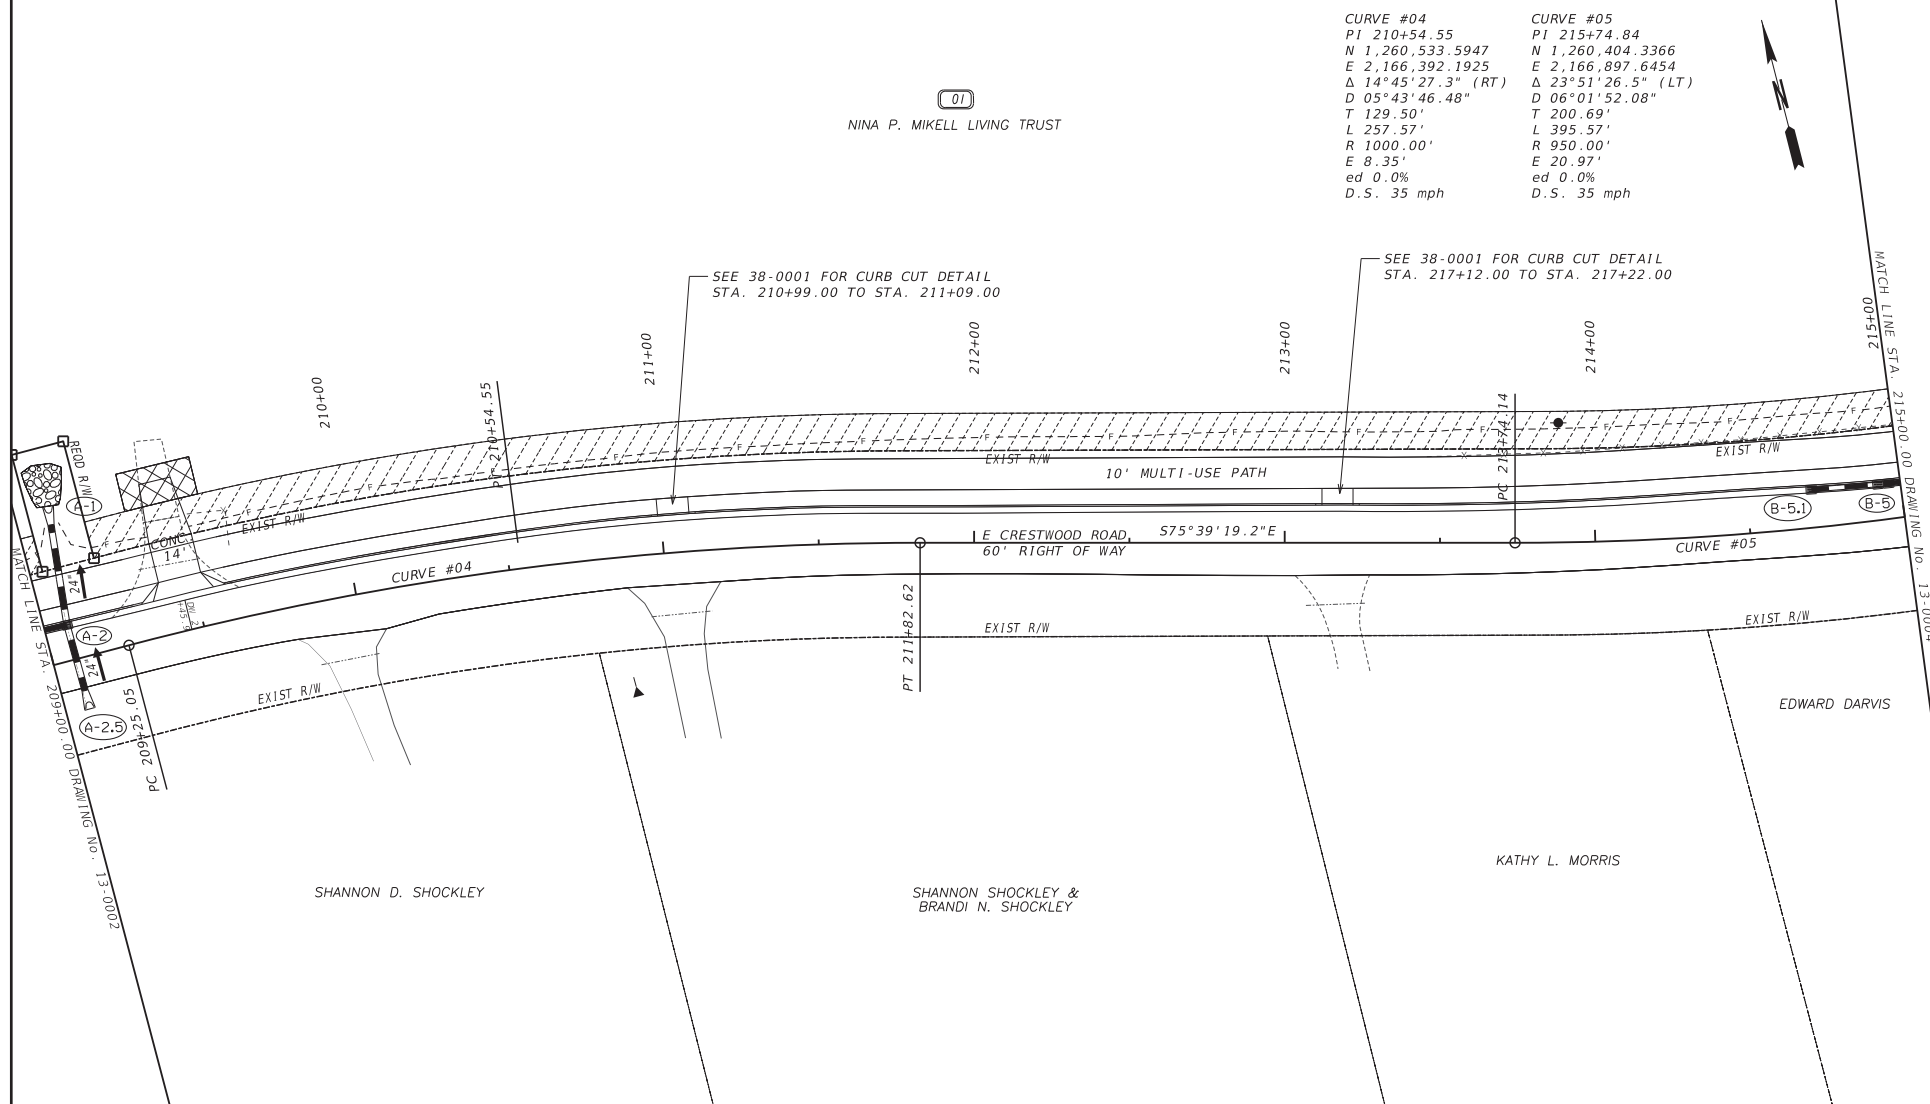 CURVE #04
PI 210+54.55
N 1,260,533.5947
E 2,166,392.1925
Δ 14°45'27.3" (RT)
D 05°43'46.48"
T 129.50'
L 257.57'
R 1000.00'
E 8.35'
ed 0.0%
D.S. 35 mph
CURVE #05
PI 215+74.84
N 1,260,404.3366
E 2,166,897.6454
Δ 23°51'26.5" (LT)
D 06°01'52.08"
T 200.69'
L 395.57'
R 950.00'
E 20.97'
ed 0.0%
D.S. 35 mph
N
01
NINA P. MIKELL LIVING TRUST
SEE 38-0001 FOR CURB CUT DETAIL
STA. 210+99.00 TO STA. 211+09.00
SEE 38-0001 FOR CURB CUT DETAIL
STA. 217+12.00 TO STA. 217+22.00
210+00
PT 210+54.55
211+00
212+00
213+00
PC 213+74.14
214+00
215+00
MATCH LINE STA. 215+00.00 DRAWING No. 13-0004
REQD R/W
A-1
CONC
14'
EXIST R/W
EXIST R/W
EXIST R/W
10' MULTI-USE PATH
E CRESTWOOD ROAD
60' RIGHT OF WAY
S75°39'19.2"E
CURVE #04
CURVE #05
B-5.1
B-5
24"
A-2
24"
A-2.5
PC 209+25.05
PT 211+82.62
EXIST R/W
EXIST R/W
EXIST R/W
MATCH LINE STA. 209+00.00 DRAWING No. 13-0002
EDWARD DARVIS
KATHY L. MORRIS
SHANNON D. SHOCKLEY
SHANNON SHOCKLEY &
BRANDI N. SHOCKLEY